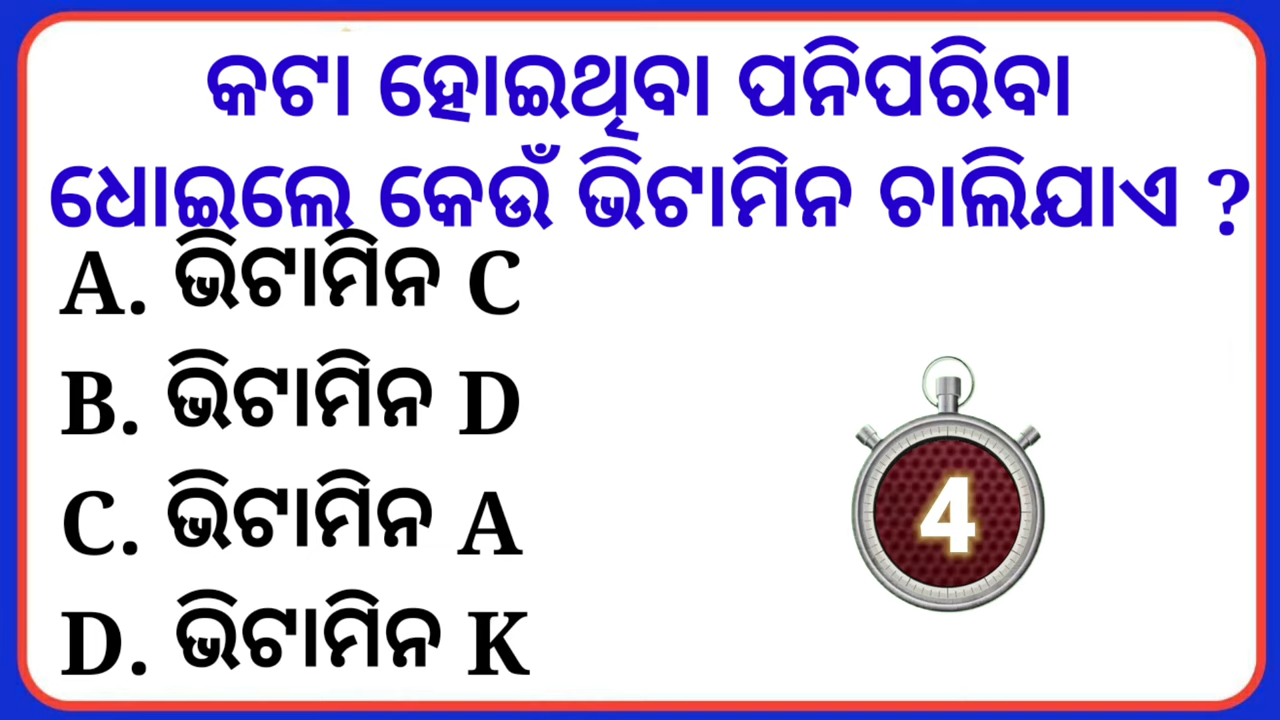 କଟା ହୋଇଥିବା ପନିପରିବା
ଧୋଇଲେ କେଉଁ ଭିଟାମିନ ଚାଲିଯାଏ ?
A. ଭିଟାମିନ C
B. ଭିଟାମିନ D
C. ଭିଟାମିନ A
D. ଭିଟାମିନ K
4